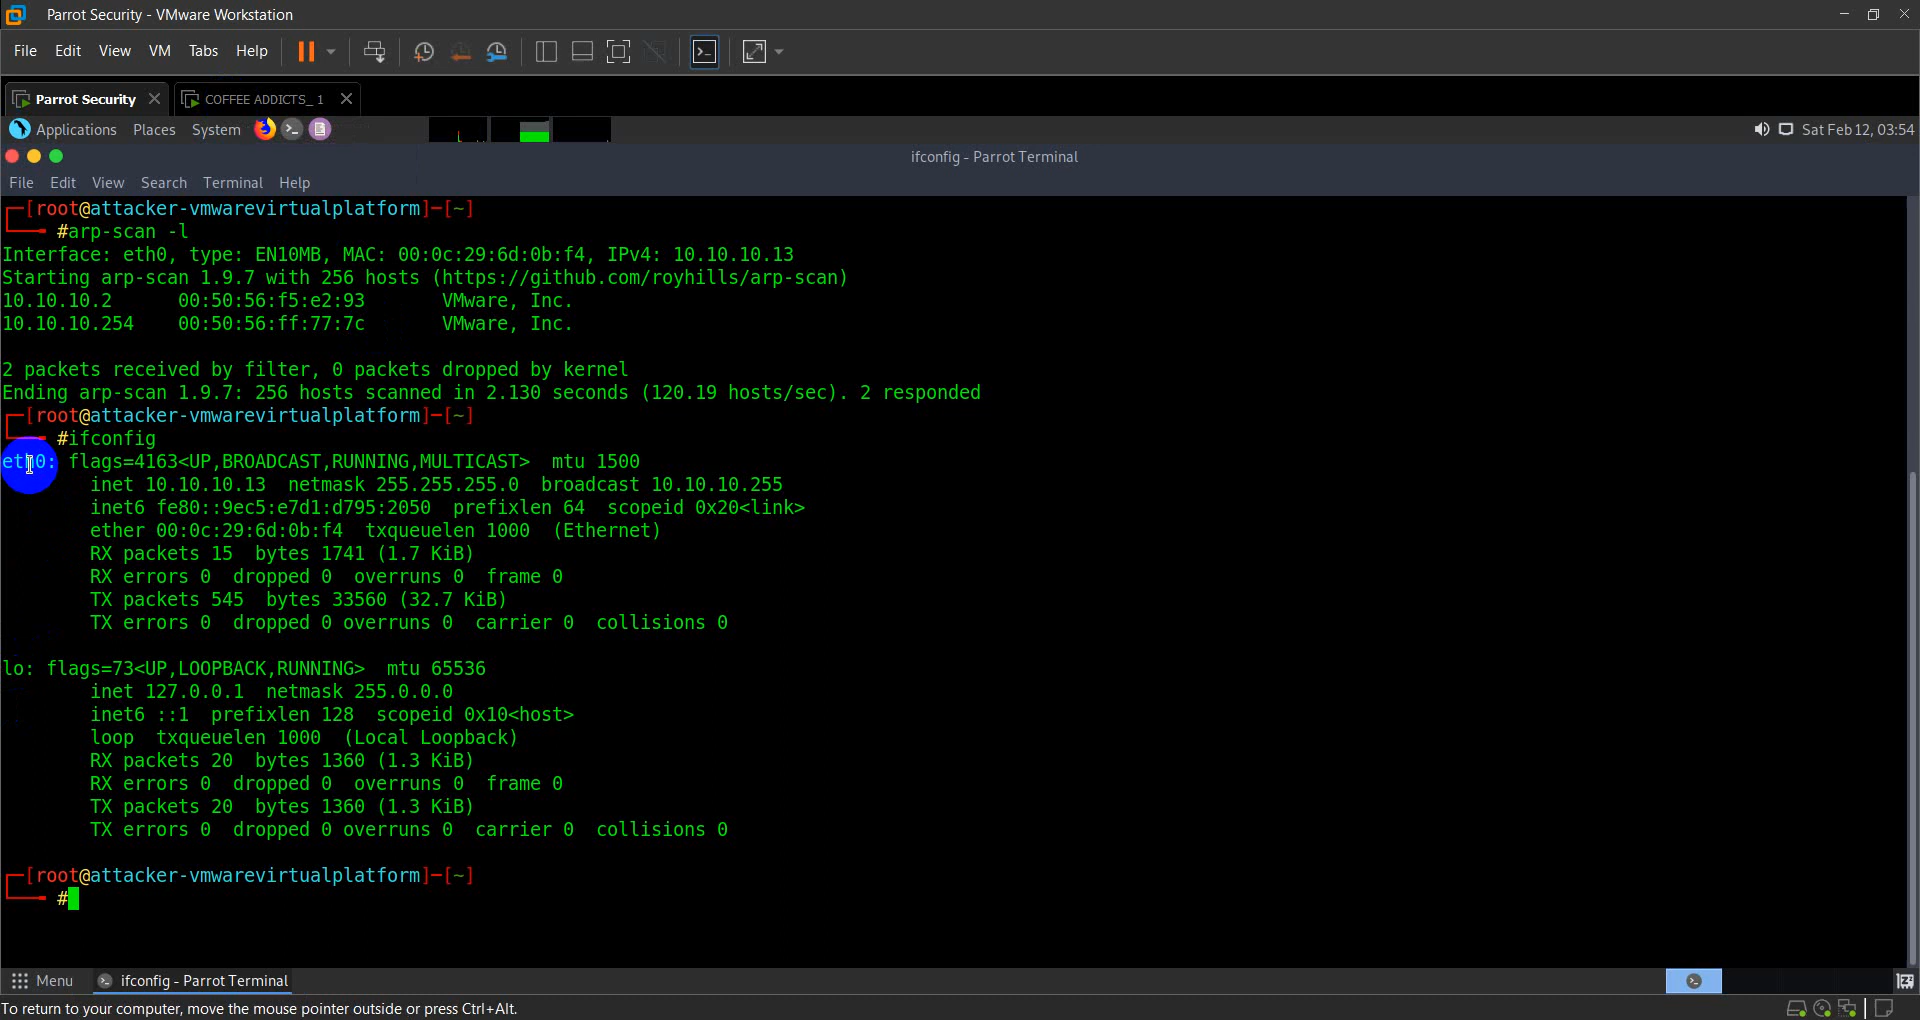 Parrot Security - VMware Workstation
File Edit View VM Tabs Help
Parrot Security COFFEE ADDICTS_ 1
Applications Places System Sat Feb 12, 03:54
ifconfig - Parrot Terminal
File Edit View Search Terminal Help
[root@attacker-vmwarevirtualplatform]-[~]
#arp-scan -l
Interface: eth0, type: EN10MB, MAC: 00:0c:29:6d:0b:f4, IPv4: 10.10.10.13
Starting arp-scan 1.9.7 with 256 hosts (https://github.com/royhills/arp-scan)
10.10.10.2 00:50:56:f5:e2:93 VMware, Inc.
10.10.10.254 00:50:56:ff:77:7c VMware, Inc.
2 packets received by filter, 0 packets dropped by kernel
Ending arp-scan 1.9.7: 256 hosts scanned in 2.130 seconds (120.19 hosts/sec). 2 responded
[root@attacker-vmwarevirtualplatform]-[~]
#ifconfig
eth0: flags=4163<UP,BROADCAST,RUNNING,MULTICAST> mtu 1500
inet 10.10.10.13 netmask 255.255.255.0 broadcast 10.10.10.255
inet6 fe80::9ec5:e7d1:d795:2050 prefixlen 64 scopeid 0x20<link>
ether 00:0c:29:6d:0b:f4 txqueuelen 1000 (Ethernet)
RX packets 15 bytes 1741 (1.7 KiB)
RX errors 0 dropped 0 overruns 0 frame 0
TX packets 545 bytes 33560 (32.7 KiB)
TX errors 0 dropped 0 overruns 0 carrier 0 collisions 0
lo: flags=73<UP,LOOPBACK,RUNNING> mtu 65536
inet 127.0.0.1 netmask 255.0.0.0
inet6 ::1 prefixlen 128 scopeid 0x10<host>
loop txqueuelen 1000 (Local Loopback)
RX packets 20 bytes 1360 (1.3 KiB)
RX errors 0 dropped 0 overruns 0 frame 0
TX packets 20 bytes 1360 (1.3 KiB)
TX errors 0 dropped 0 overruns 0 carrier 0 collisions 0
[root@attacker-vmwarevirtualplatform]-[~]
#
Menu ifconfig - Parrot Terminal
To return to your computer, move the mouse pointer outside or press Ctrl+Alt.